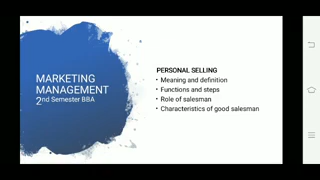 MARKETING
MANAGEMENT
2nd Semester BBA
PERSONAL SELLING
• Meaning and definition
• Functions and steps
• Role of salesman
• Characteristics of good salesman